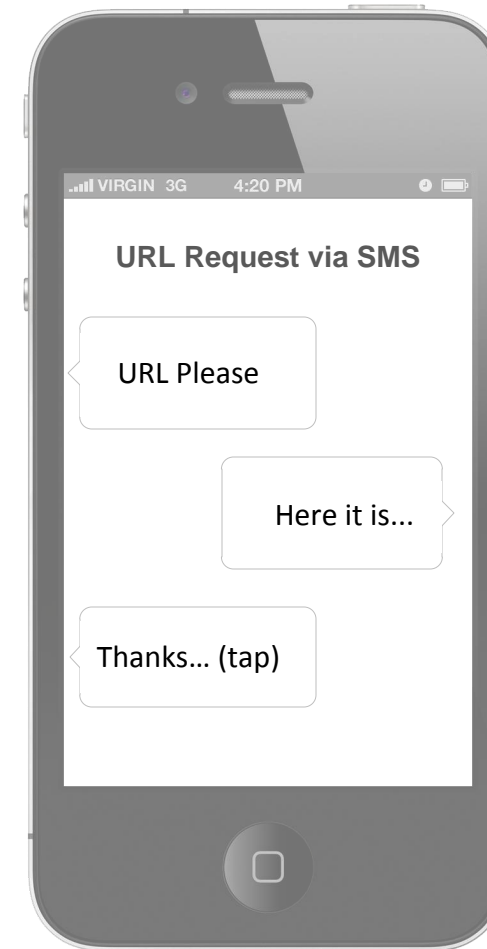 VIRGIN 3G 4:20 PM
URL Request via SMS
URL Please
Here it is...
Thanks... (tap)